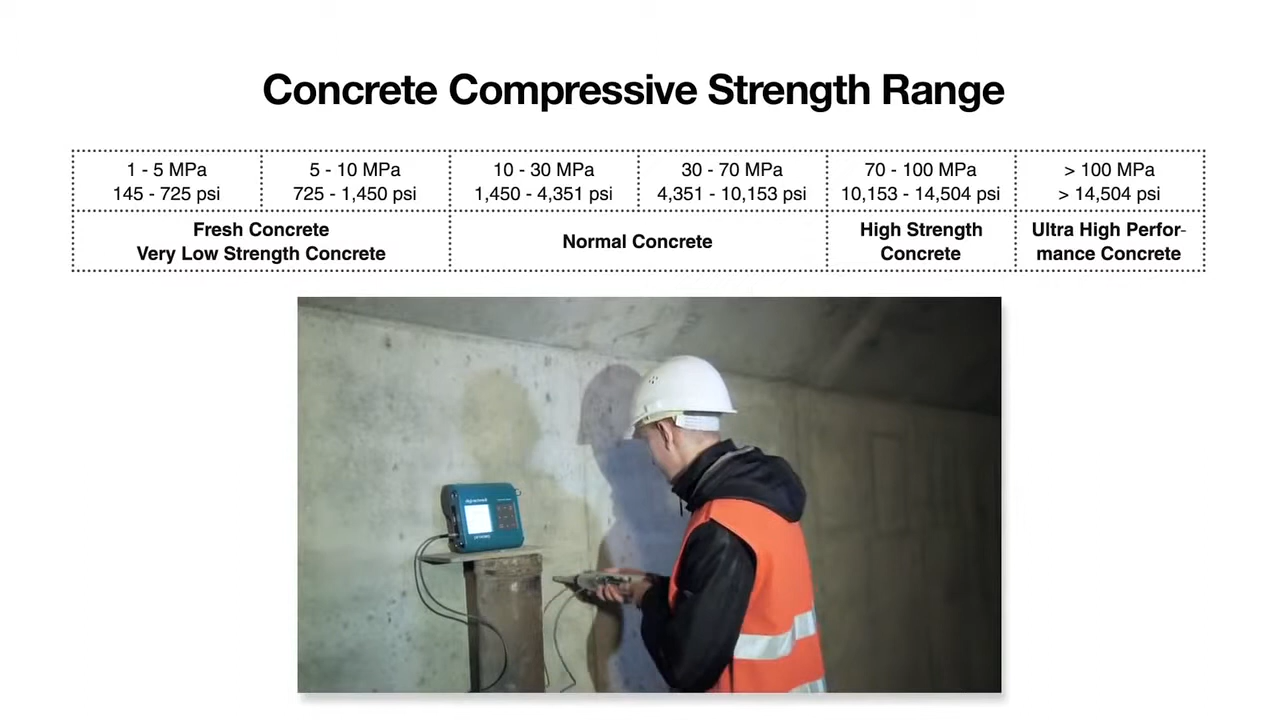 Concrete Compressive Strength Range
1 - 5 MPa
145 - 725 psi
5 - 10 MPa
725 - 1,450 psi
10 - 30 MPa
1,450 - 4,351 psi
30 - 70 MPa
4,351 - 10,153 psi
70 - 100 MPa
10,153 - 14,504 psi
> 100 MPa
> 14,504 psi
Fresh Concrete
Very Low Strength Concrete
Normal Concrete
High Strength
Concrete
Ultra High Perfor-
mance Concrete